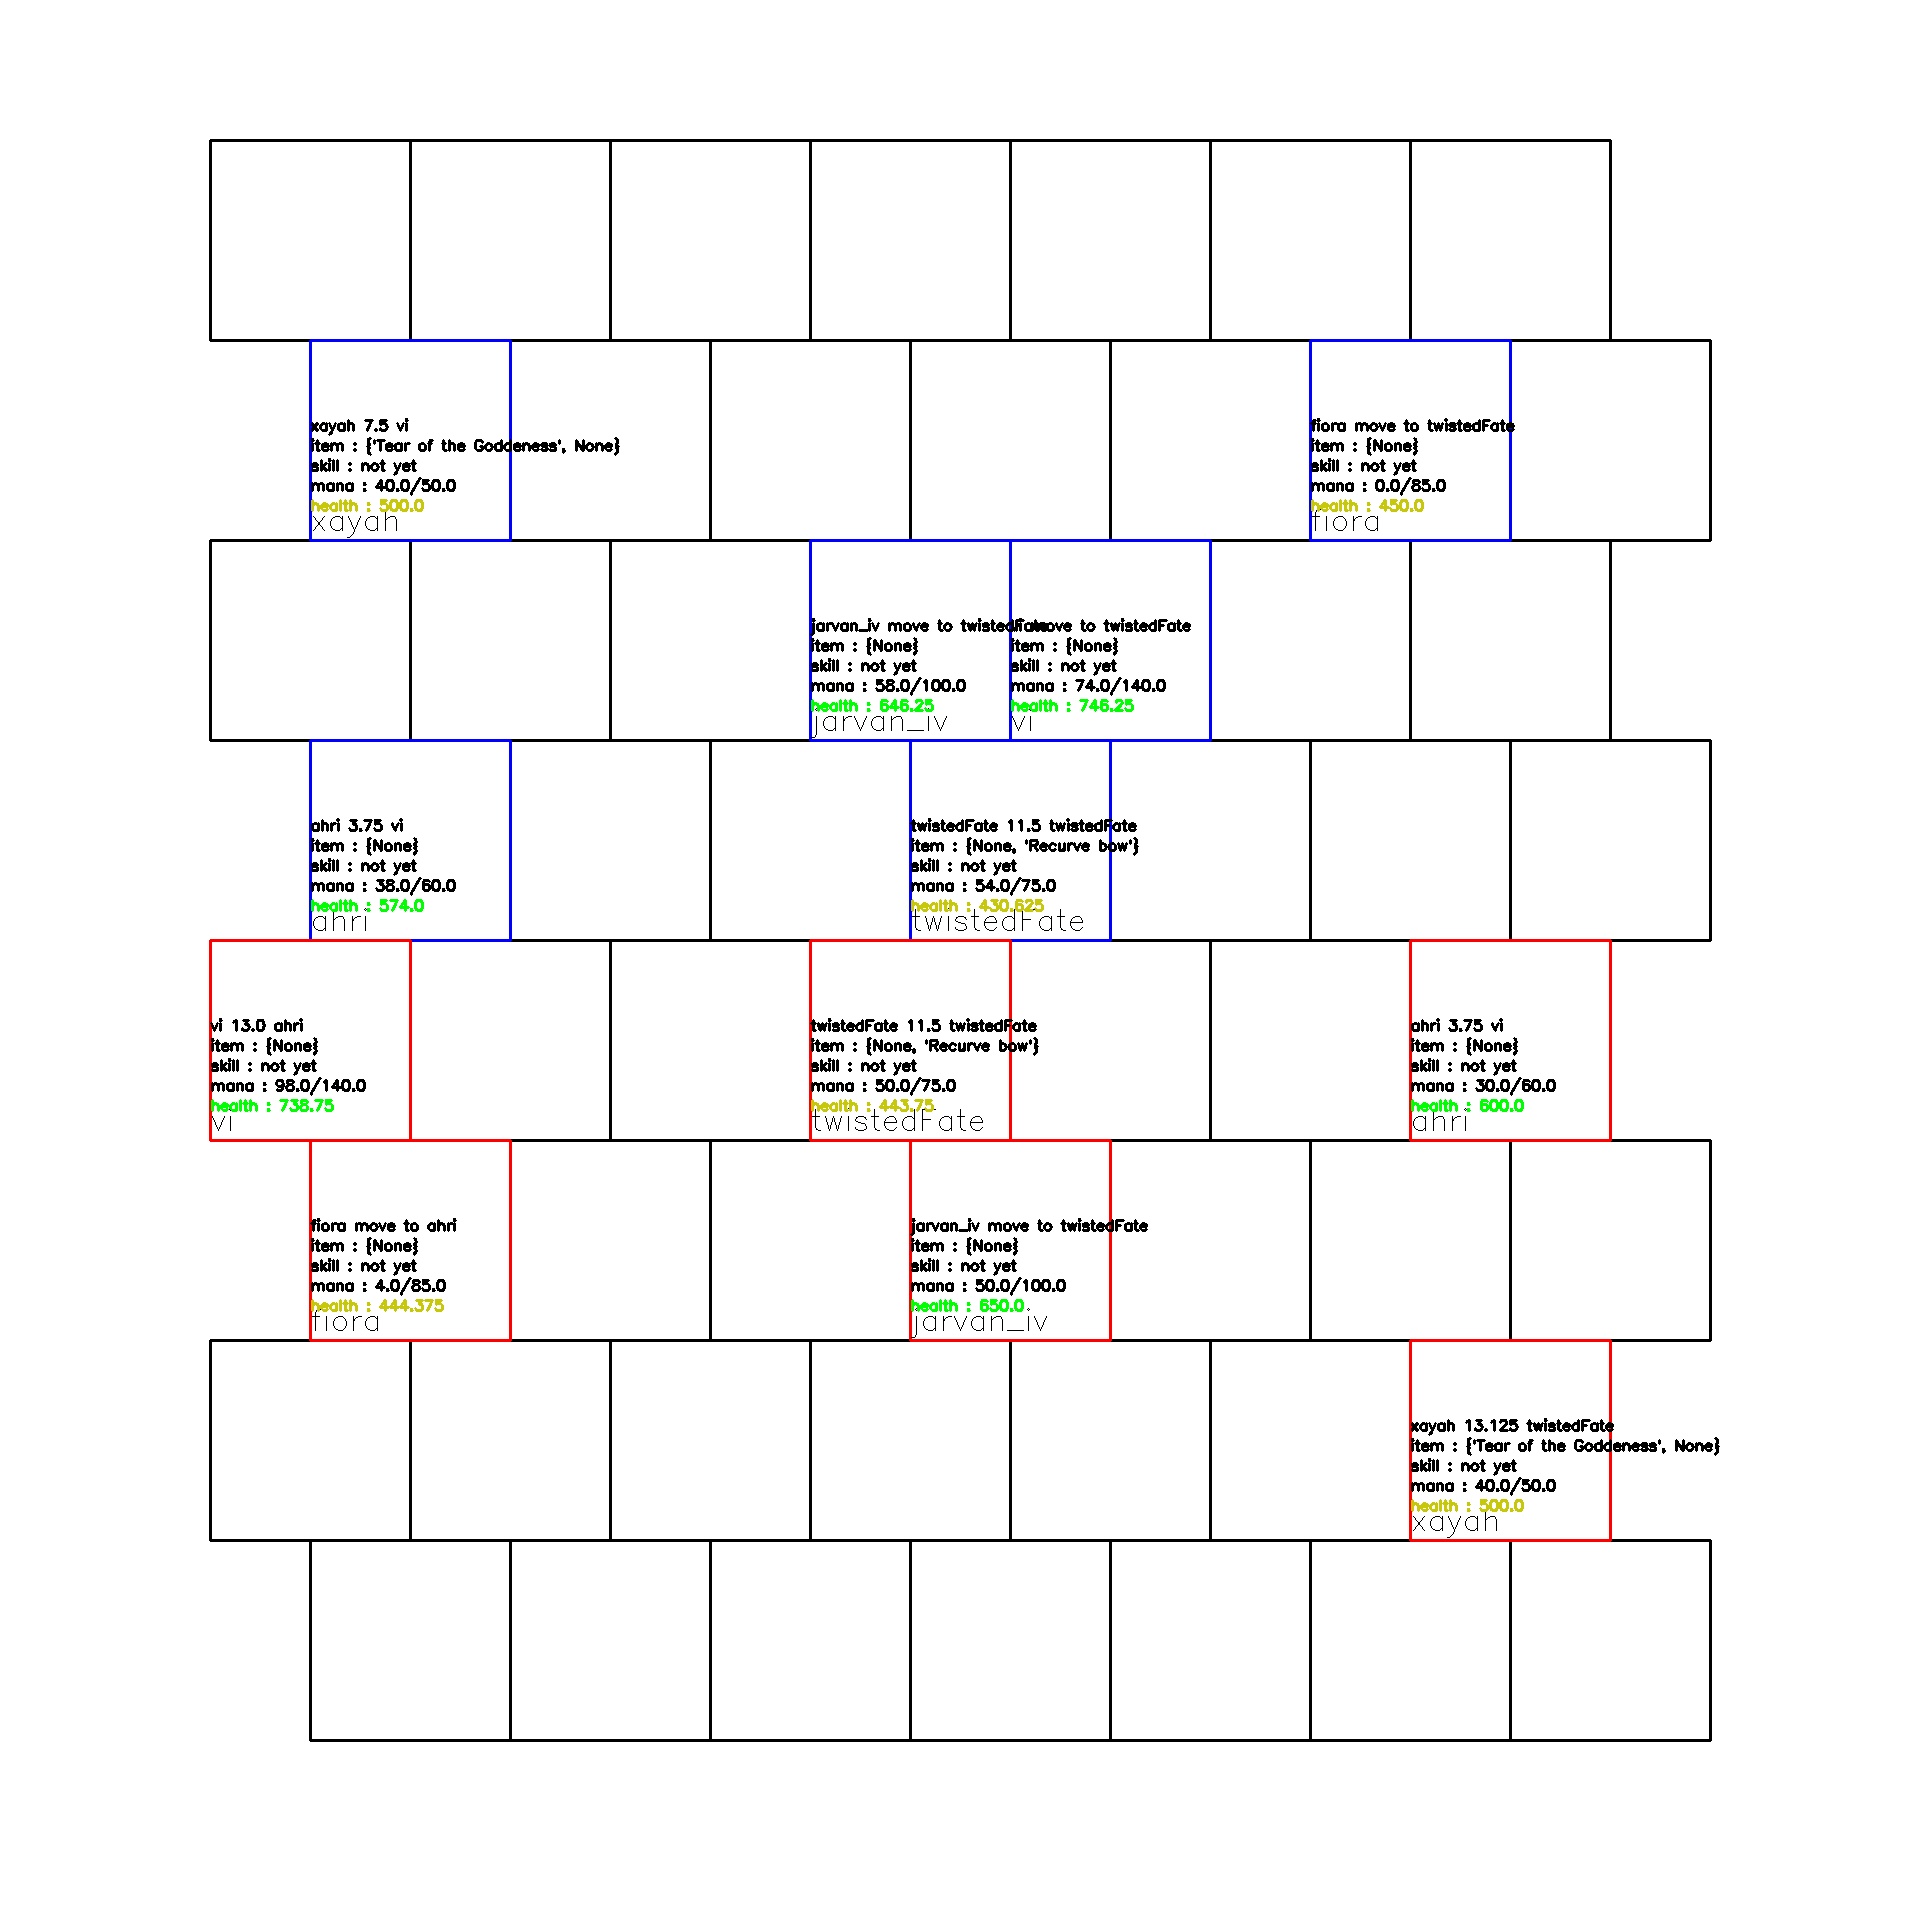 xayah 7.5 vi
item : {'Tear of the Goddeness', None}
skill : not yet
mana : 40.0/50.0
health : 500.0
xayah
fiora move to twistedFate
item : {None}
skill : not yet
mana : 0.0/85.0
health : 450.0
fiora
jarvan_iv move to twistedFate
item : {None}
skill : not yet
mana : 58.0/100.0
health : 646.25
jarvan_iv
vi move to twistedFate
item : {None}
skill : not yet
mana : 74.0/140.0
health : 746.25
vi
ahri 3.75 vi
item : {None}
skill : not yet
mana : 38.0/60.0
health : 574.0
ahri
twistedFate 11.5 twistedFate
item : {None, 'Recurve bow'}
skill : not yet
mana : 54.0/75.0
health : 430.625
twistedFate
vi 13.0 ahri
item : {None}
skill : not yet
mana : 98.0/140.0
health : 738.75
vi
twistedFate 11.5 twistedFate
item : {None, 'Recurve bow'}
skill : not yet
mana : 50.0/75.0
health : 443.75
twistedFate
ahri 3.75 vi
item : {None}
skill : not yet
mana : 30.0/60.0
health : 600.0
ahri
fiora move to ahri
item : {None}
skill : not yet
mana : 4.0/85.0
health : 444.375
fiora
jarvan_iv move to twistedFate
item : {None}
skill : not yet
mana : 50.0/100.0
health : 650.0
jarvan_iv
xayah 13.125 twistedFate
item : {'Tear of the Goddeness', None}
skill : not yet
mana : 40.0/50.0
health : 500.0
xayah